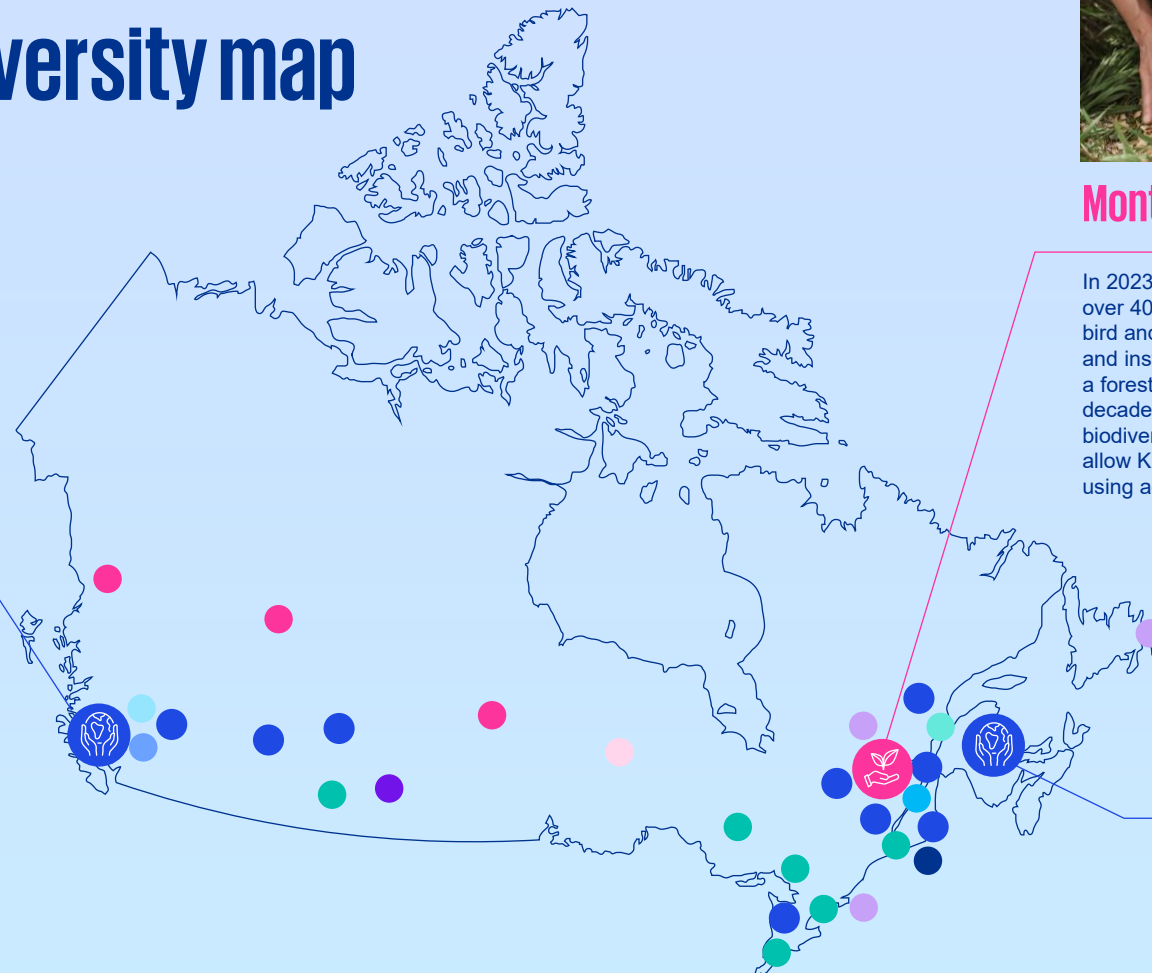 versity map
Mont
In 2023
over 40
bird and
and ins
a forest
decade
biodiver
allow K
using a